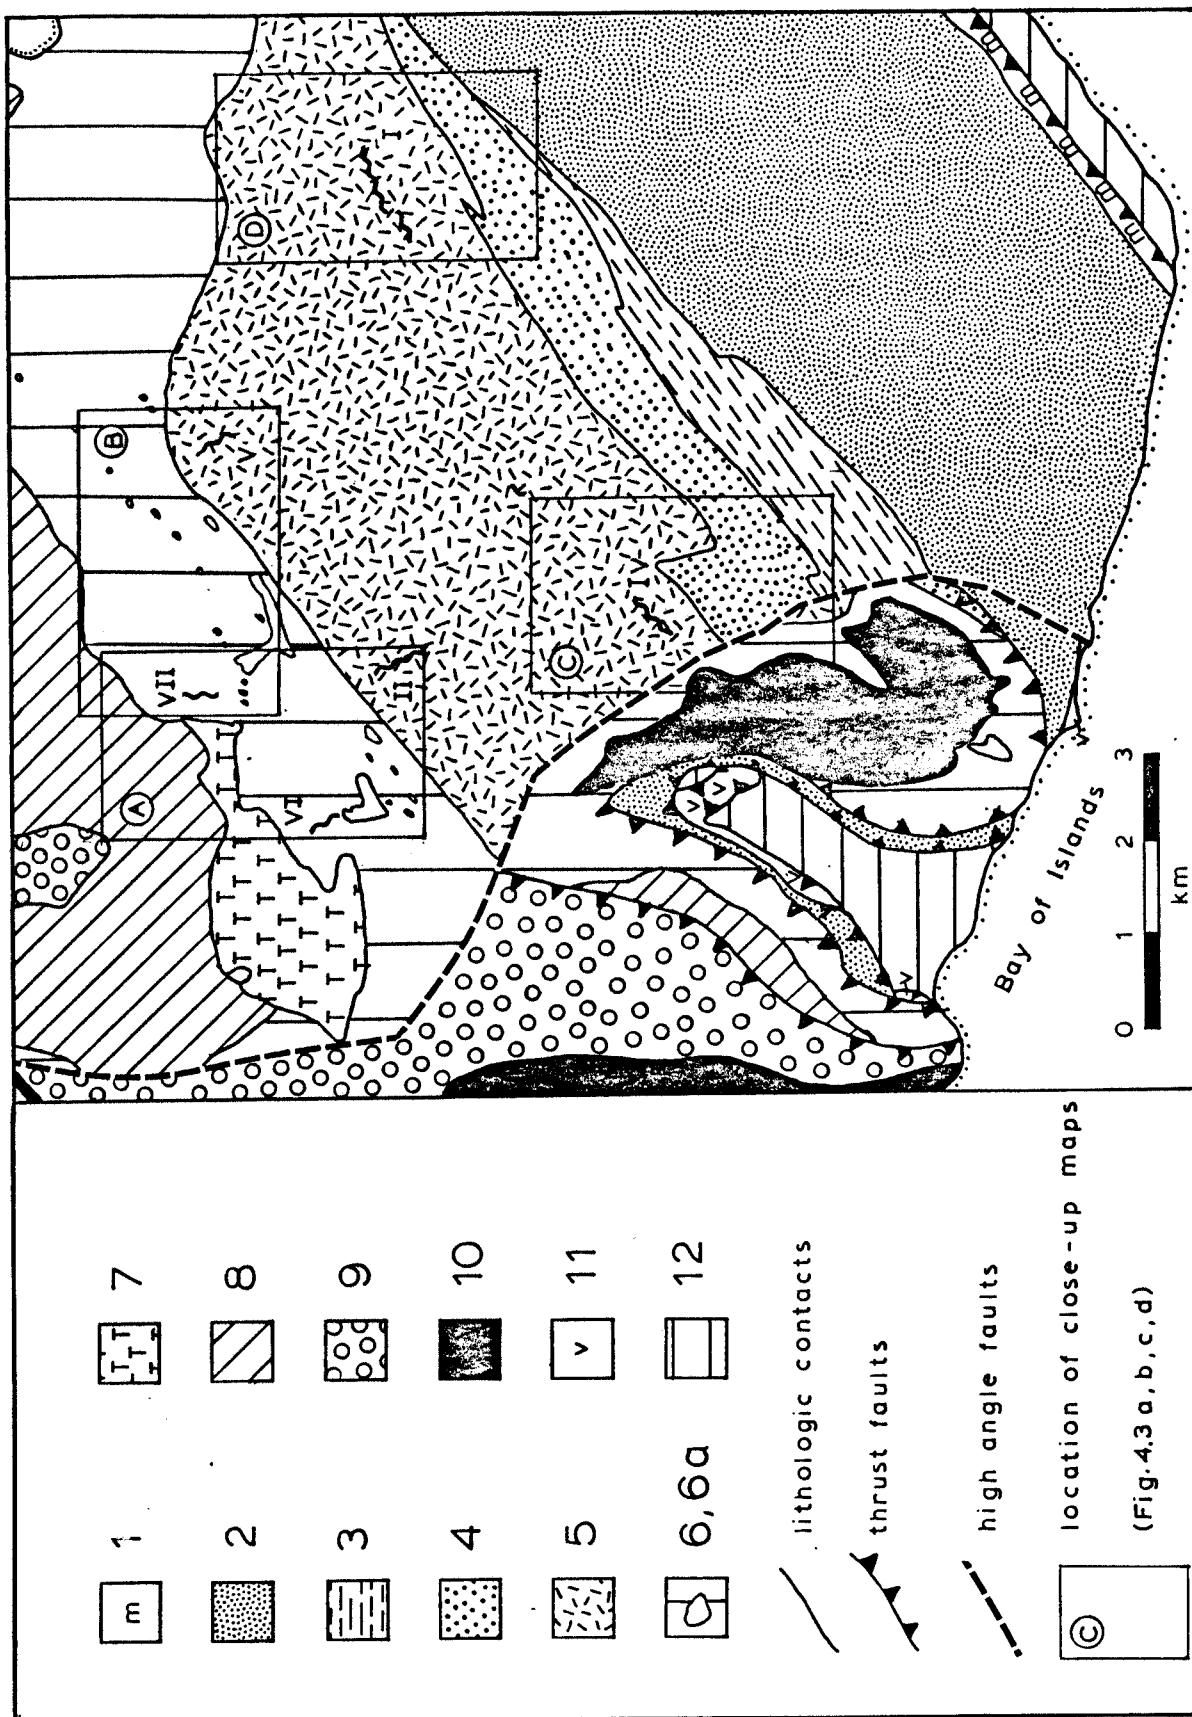 m 1
T T T T 7
2
8
3
9
4
10
5
v 11
6, 6a
12
lithologic contacts
thrust faults
high angle faults
C location of close-up maps
(Fig. 4.3 a, b, c, d)
A
B
C
D
VII
VI
III
V
I
IV
v v
v
v
m m m m m
Bay of Islands
0 1 2 3
km